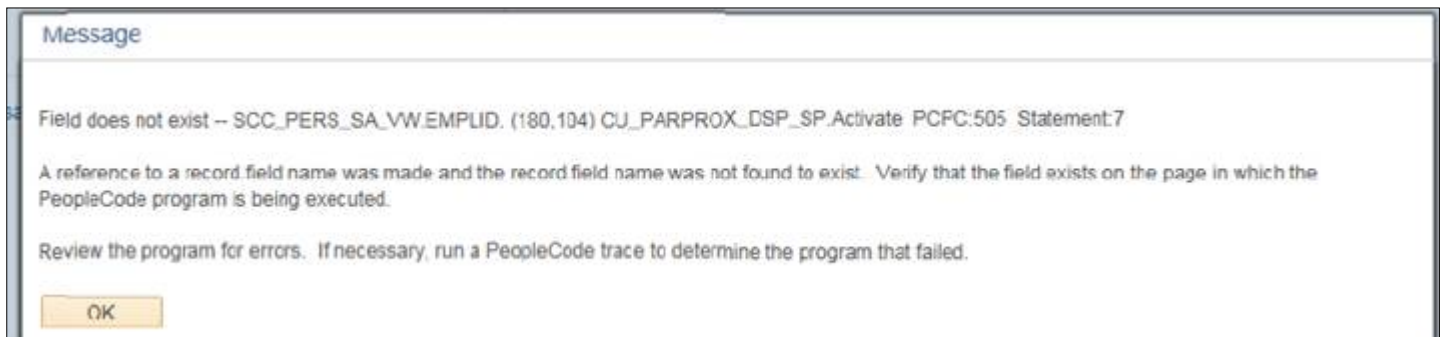 Message
Field does not exist -- SCC_PERS_SA_VW.EMPLID. (180,104) CU_PARPROX_DSP_SP.Activate PCPC:505 Statement:7
A reference to a record field name was made and the record field name was not found to exist. Verify that the field exists on the page in which the
PeopleCode program is being executed.
Review the program for errors. If necessary, run a PeopleCode trace to determine the program that failed.
OK